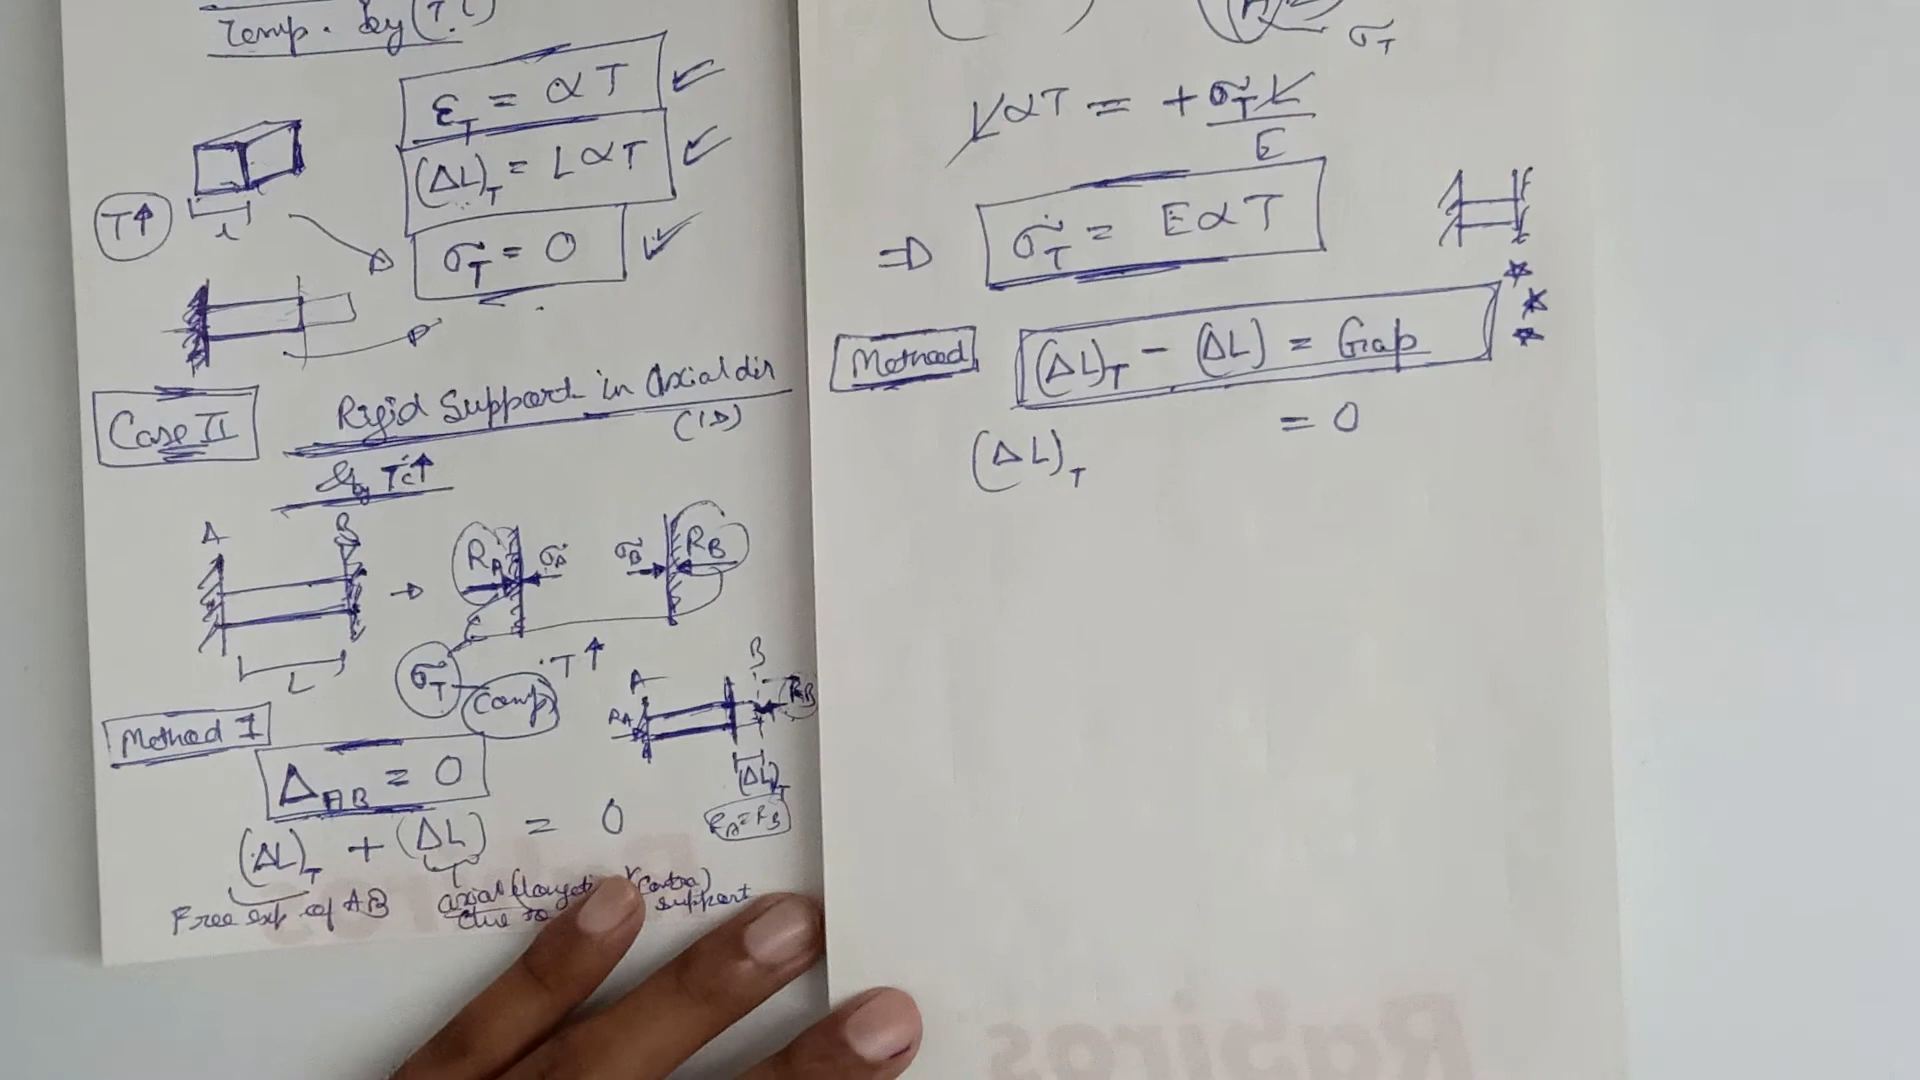 Temp. by (T°C)
ε_T = αT
(ΔL)_T = LαT
σ_T = 0
T↑
Case II
Rigid Support in axial dir
(1D)
& T°C↑
A B
R_A σ_A σ_B R_B
L
σ_T
Comp
T↑
Method I
A B
R_A R_B
(ΔL)_T
R_A = R_B
Δ_AB = 0
(ΔL)_T + (ΔL) = 0
Free exp of AB
axial
due to support
σ_T
LαT = + σ_T L / E
⇒ σ_T = EαT
Method
(ΔL)_T - (ΔL) = Gap
= 0
(ΔL)_T
Rabiros